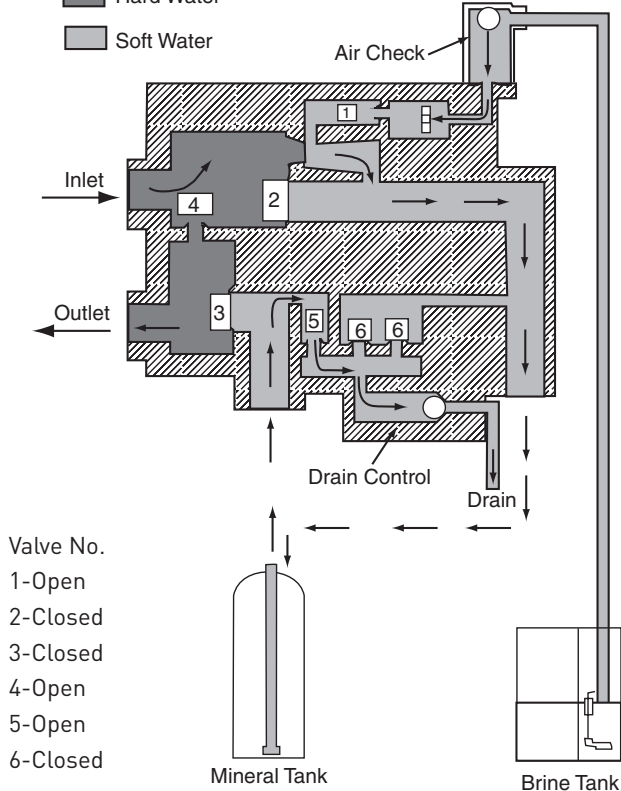 Hard Water
Soft Water
Air Check
1
Inlet
4
2
Outlet
3
5
6
6
Drain Control
Drain
Valve No.
1-Open
2-Closed
3-Closed
4-Open
5-Open
6-Closed
Mineral Tank
Brine Tank